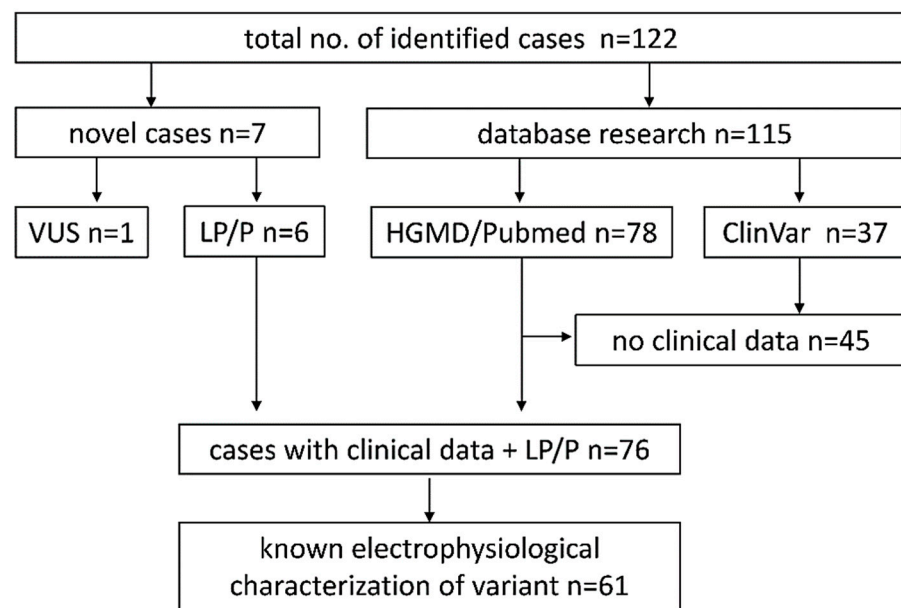 total no. of identified cases n=122
novel cases n=7
database research n=115
VUS n=1
LP/P n=6
HGMD/Pubmed n=78
ClinVar n=37
no clinical data n=45
cases with clinical data + LP/P n=76
known electrophysiological
characterization of variant n=61